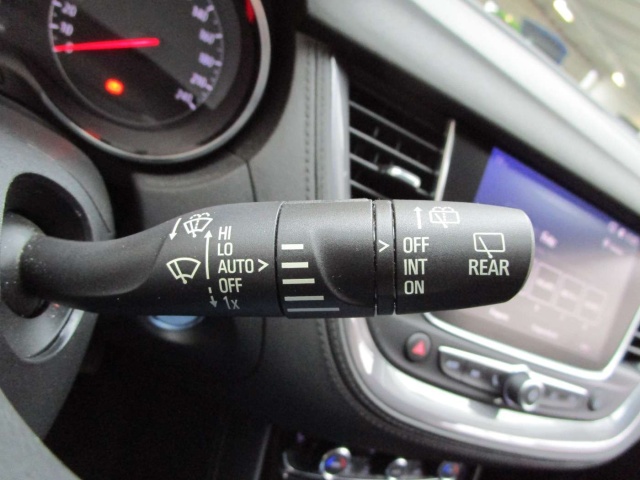 HI
LO
AUTO
OFF
1x
OFF
INT
ON
REAR